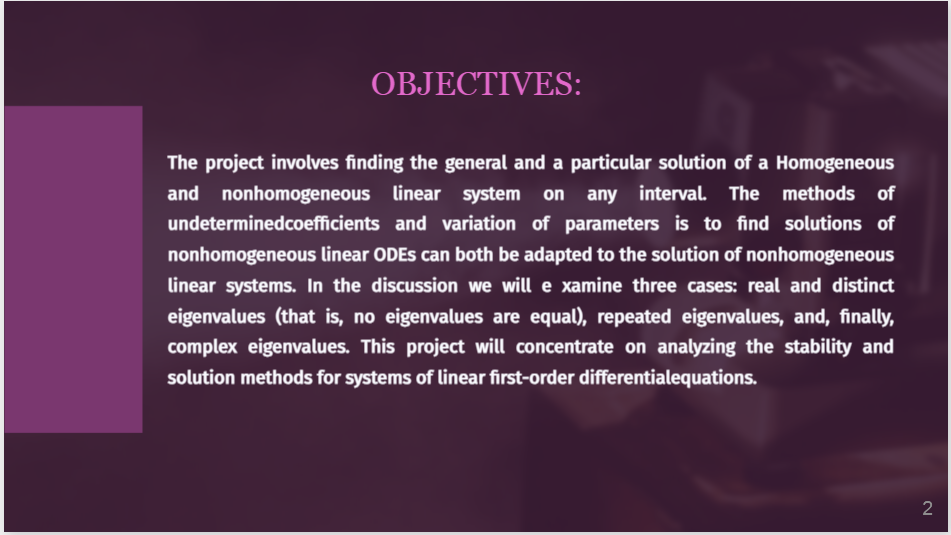 OBJECTIVES:
The project involves finding the general and a particular solution of a Homogeneous
and nonhomogeneous linear system on any interval. The methods of
undeterminedcoefficients and variation of parameters is to find solutions of
nonhomogeneous linear ODEs can both be adapted to the solution of nonhomogeneous
linear systems. In the discussion we will e xamine three cases: real and distinct
eigenvalues (that is, no eigenvalues are equal), repeated eigenvalues, and, finally,
complex eigenvalues. This project will concentrate on analyzing the stability and
solution methods for systems of linear first-order differentialequations.
2